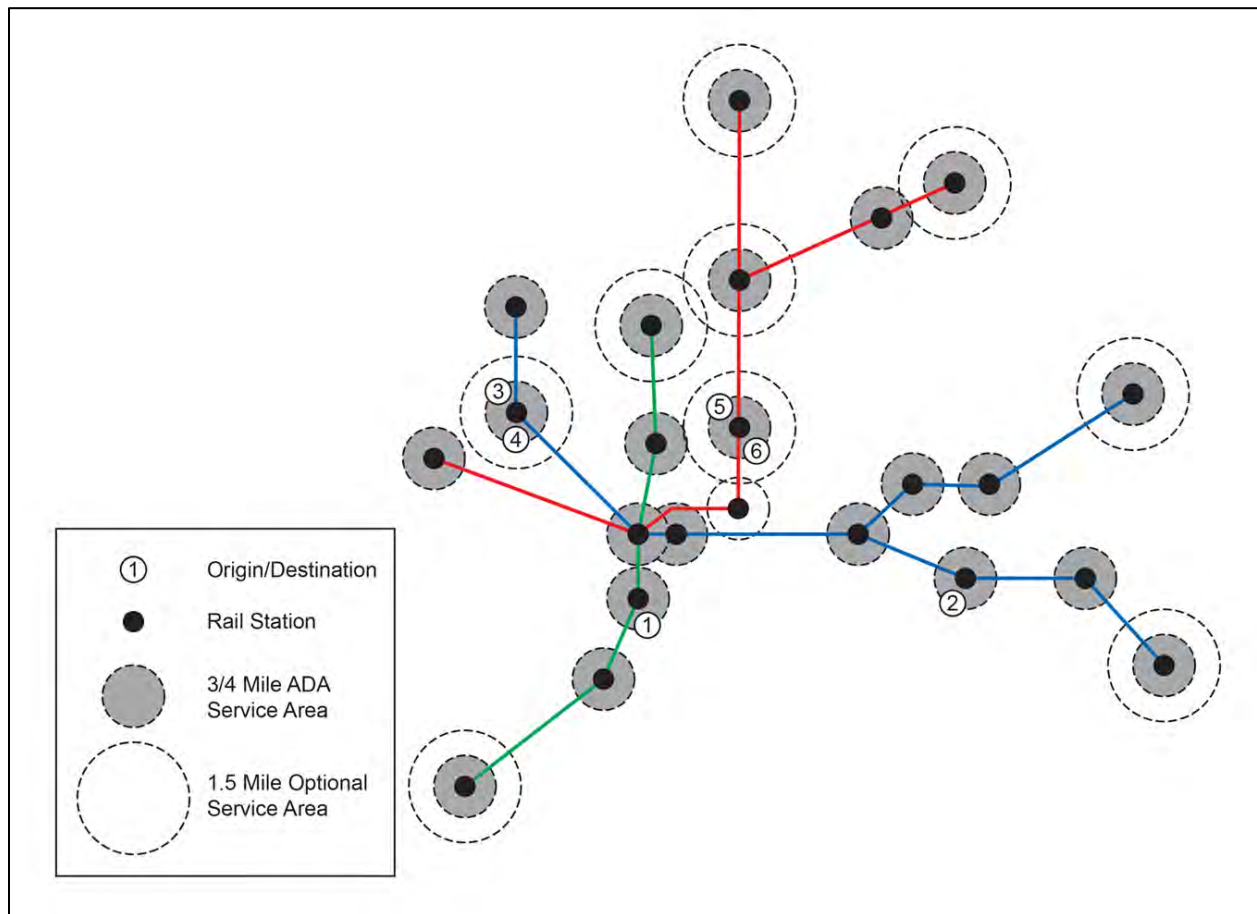 3
5
4
6
2
1
1 Origin/Destination
Rail Station
3/4 Mile ADA
Service Area
1.5 Mile Optional
Service Area